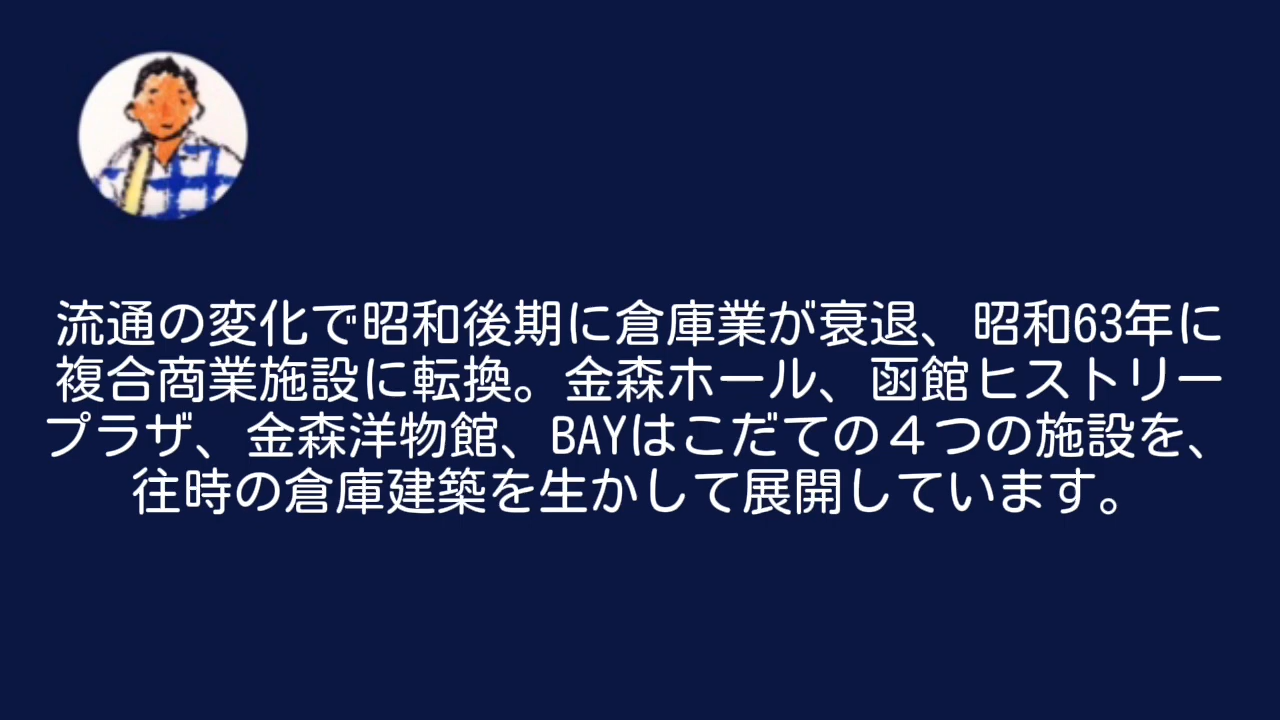 流通の変化で昭和後期に倉庫業が衰退、昭和63年に
複合商業施設に転換。金森ホール、函館ヒストリー
プラザ、金森洋物館、BAYはこだての４つの施設を、
往時の倉庫建築を生かして展開しています。